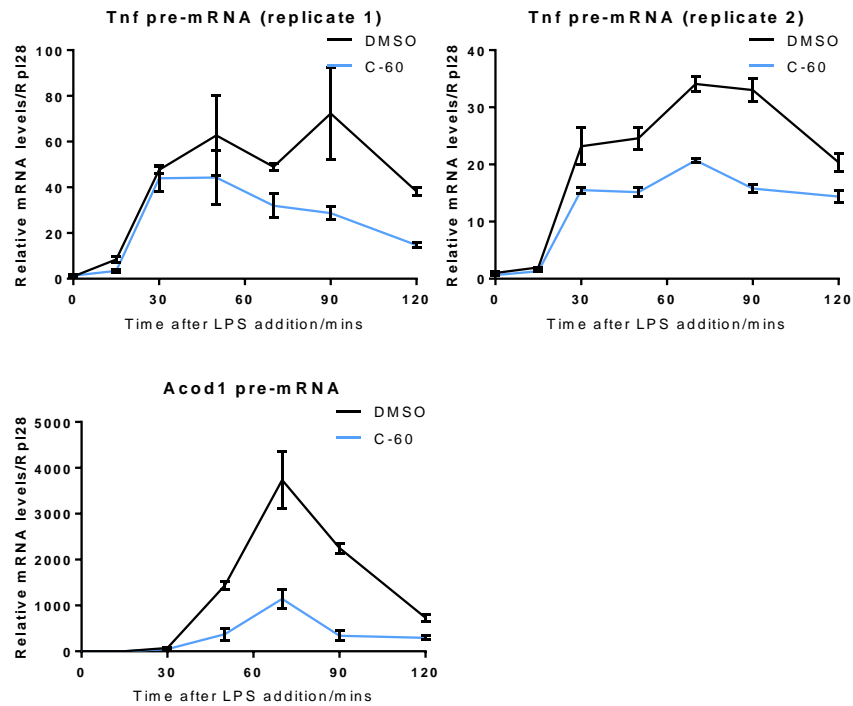 Tnf pre-mRNA (replicate 1)
DMSO
C-60
Relative mRNA levels/Rpl28
100
80
60
40
20
0
0 30 60 90 120
Time after LPS addition/mins
Tnf pre-mRNA (replicate 2)
DMSO
C-60
Relative mRNA levels/Rpl28
40
30
20
10
0
0 30 60 90 120
Time after LPS addition/mins
Acod1 pre-mRNA
DMSO
C-60
Relative mRNA levels/Rpl28
5000
4000
3000
2000
1000
0
0 30 60 90 120
Time after LPS addition/mins